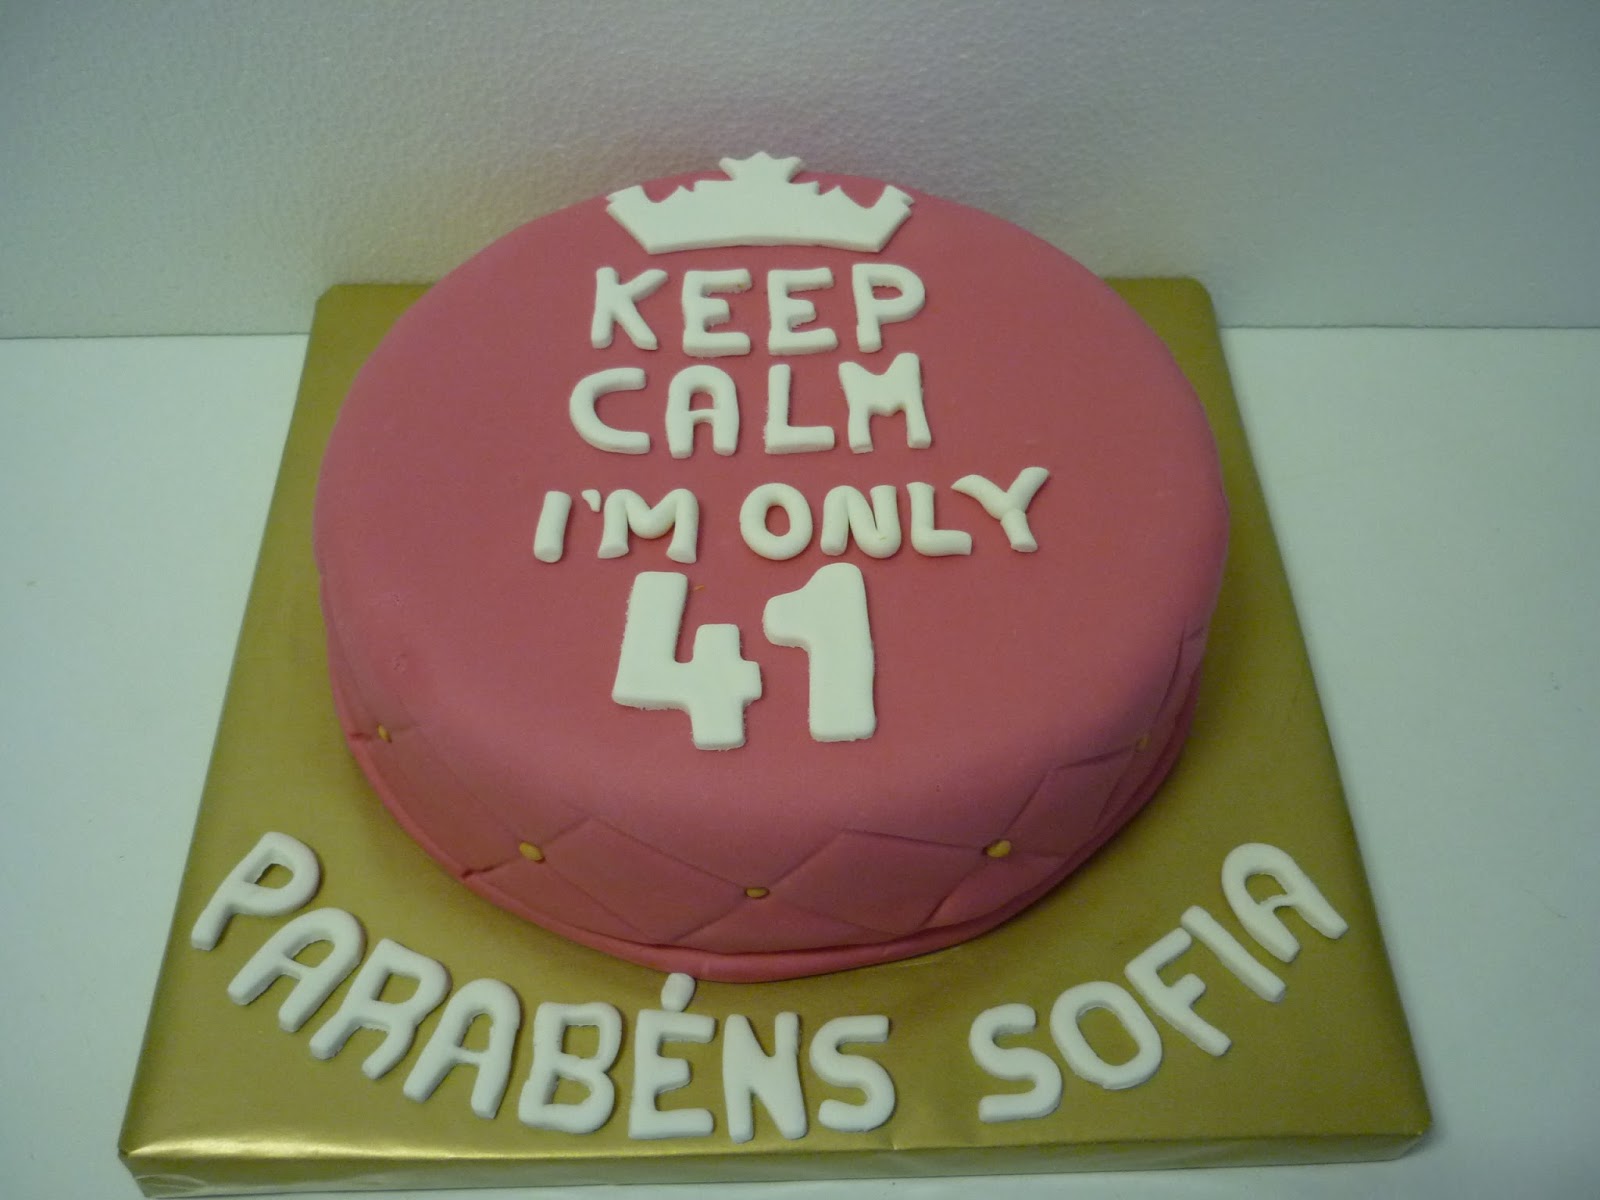 KEEP
CALM
I'M ONLY
41
PARABÉNS SOFIA